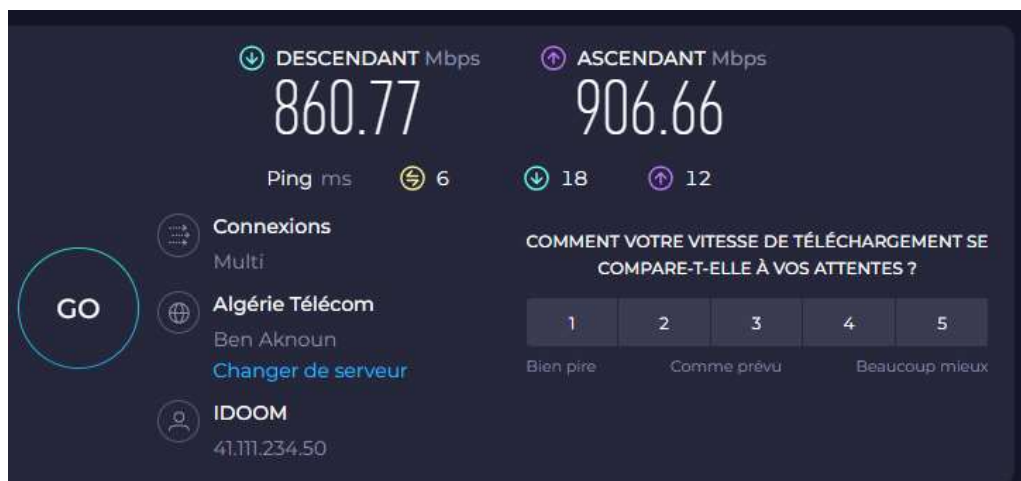 DESCENDANT Mbps
860.77
ASCENDANT Mbps
906.66
Ping ms 6 18 12
Connexions
Multi
GO
Algérie Télécom
Ben Aknoun
Changer de serveur
IDOOM
41.111.234.50
COMMENT VOTRE VITESSE DE TÉLÉCHARGEMENT SE
COMPARE-T-ELLE À VOS ATTENTES ?
1 2 3 4 5
Bien pire Comme prévu Beaucoup mieux